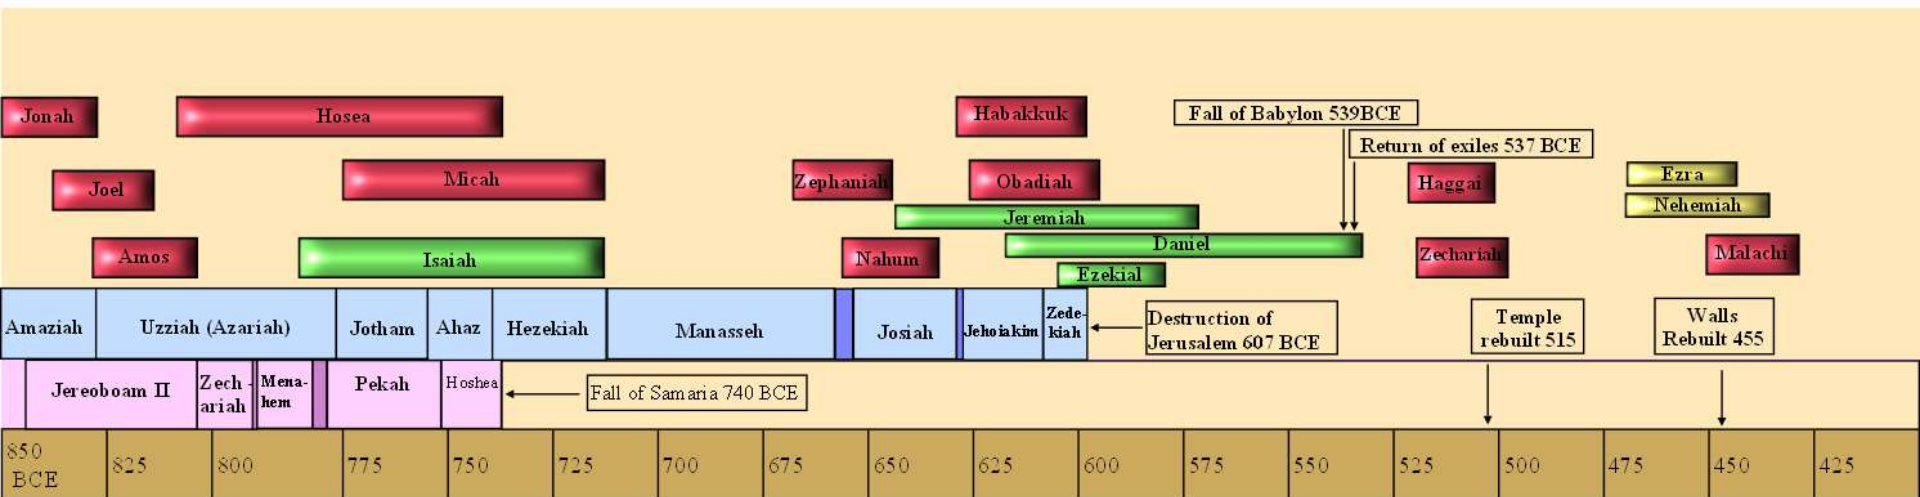 Jonah
Hosea
Habakkuk
Fall of Babylon 539BCE
Return of exiles 537 BCE
Joel
Micah
Zephaniah
Obadiah
Haggai
Ezra
Nehemiah
Jeremiah
Daniel
Amos
Isaiah
Nahum
Ezekial
Zechariah
Malachi
Amaziah
Uzziah (Azariah)
Jotham
Ahaz
Hezekiah
Manasseh
Josiah
Jehoiakim
Zede-
kiah
Destruction of
Jerusalem 607 BCE
Temple
rebuilt 515
Walls
Rebuilt 455
Jereoboam II
Zech-
ariah
Mena-
hem
Pekah
Hoshea
Fall of Samaria 740 BCE
850
BCE
825
800
775
750
725
700
675
650
625
600
575
550
525
500
475
450
425